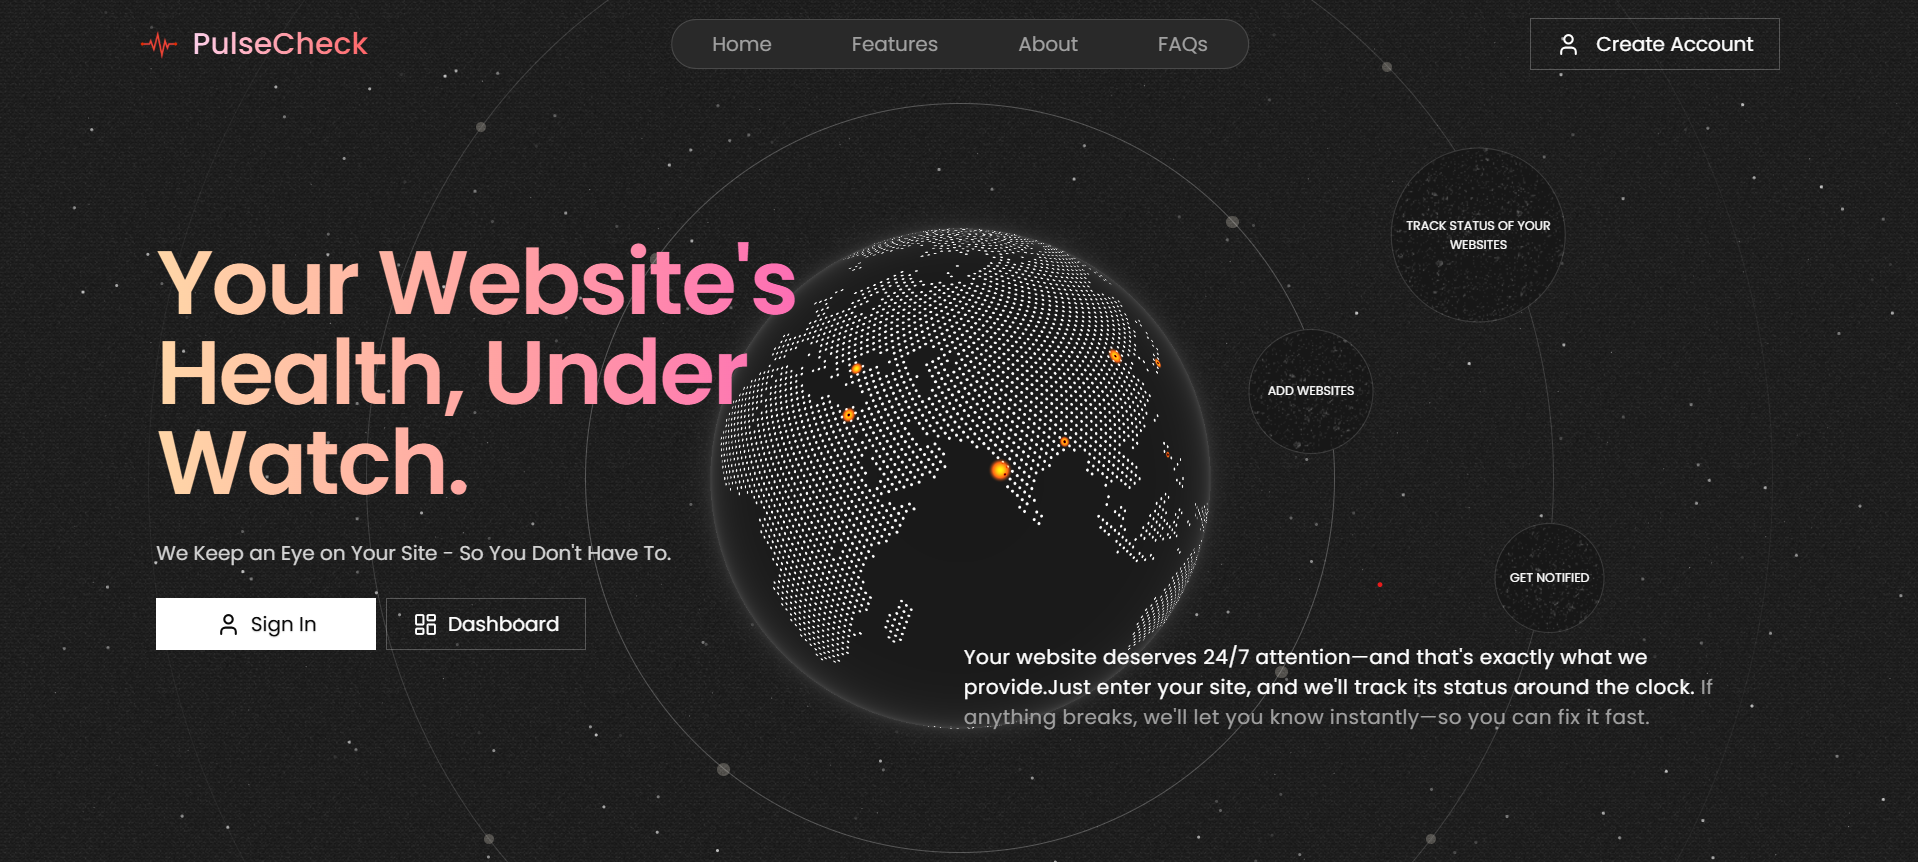 PulseCheck
Home
Features
About
FAQs
Create Account
Your Website's
Health, Under
Watch.
We Keep an Eye on Your Site - So You Don't Have To.
Sign In
Dashboard
TRACK STATUS OF YOUR
WEBSITES
ADD WEBSITES
GET NOTIFIED
Your website deserves 24/7 attention—and that's exactly what we
provide.Just enter your site, and we'll track its status around the clock. If
anything breaks, we'll let you know instantly—so you can fix it fast.